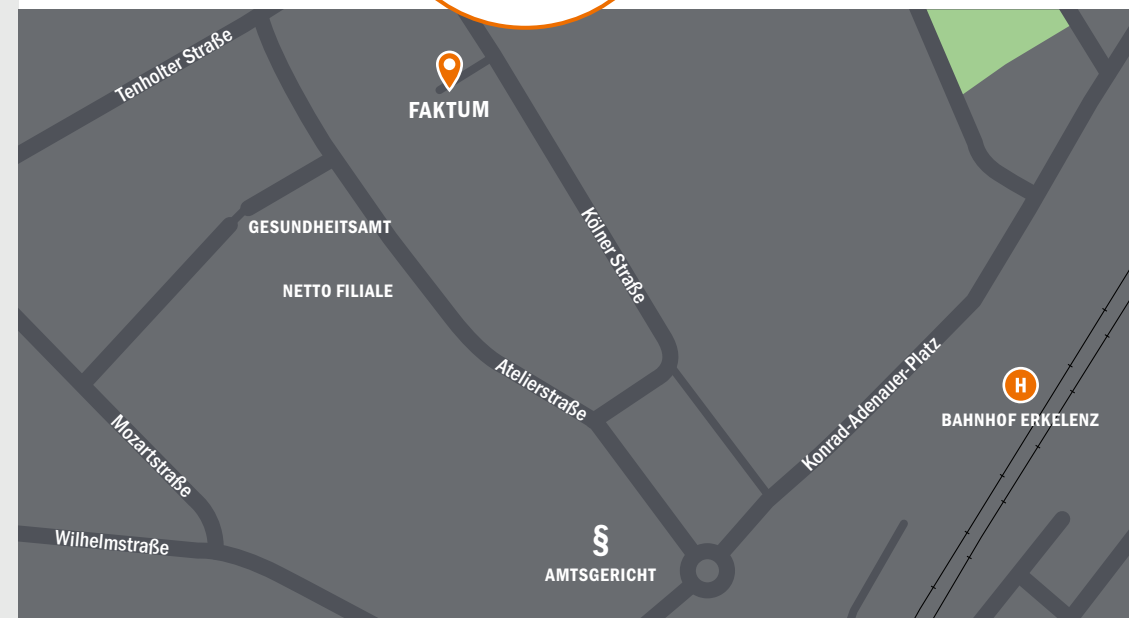 Tenholter Straße
FAKTUM
GESUNDHEITSAMT
Kölner Straße
NETTO FILIALE
Atelierstraße
Konrad-Adenauer-Platz
H
BAHNHOF ERKELENZ
Mozartstraße
Wilhelmstraße
§
AMTSGERICHT